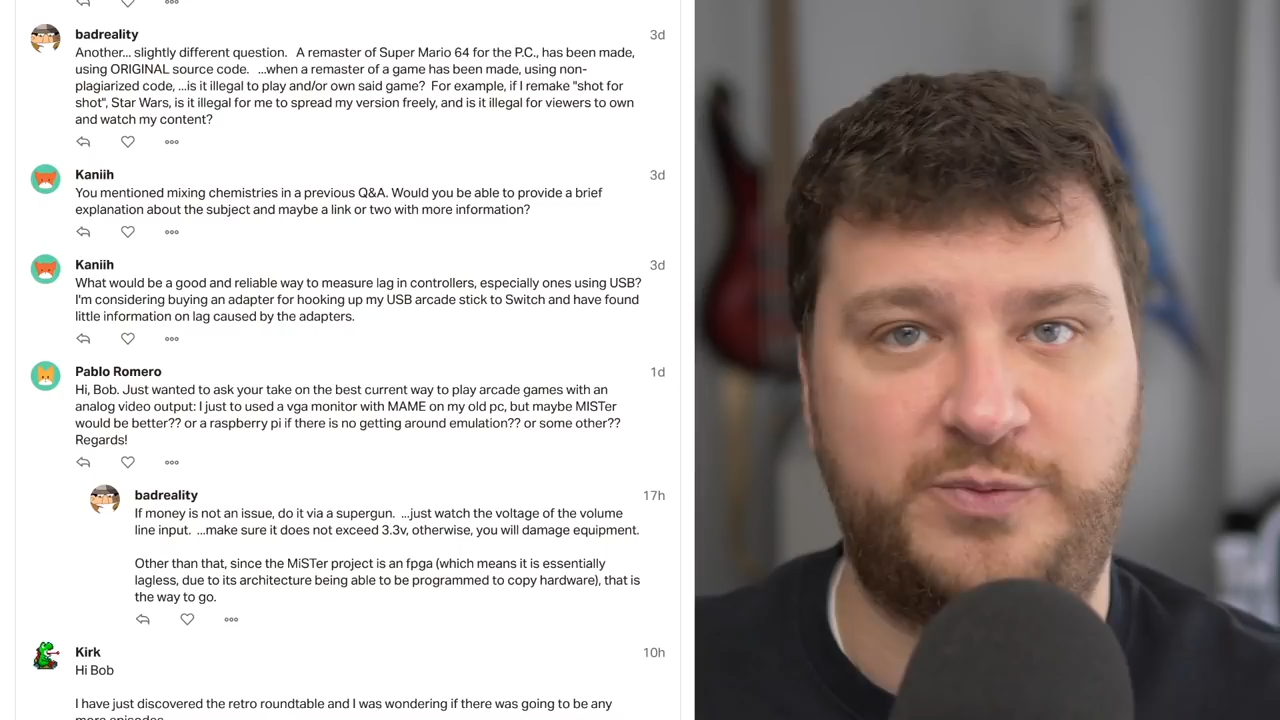 badreality
3d
Another... slightly different question.   A remaster of Super Mario 64 for the P.C., has been made,
using ORIGINAL source code.   ...when a remaster of a game has been made, using non-
plagiarized code, ...is it illegal to play and/or own said game?  For example, if I remake "shot for
shot", Star Wars, is it illegal for me to spread my version freely, and is it illegal for viewers to own
and watch my content?
Kaniih
3d
You mentioned mixing chemistries in a previous Q&A. Would you be able to provide a brief
explanation about the subject and maybe a link or two with more information?
Kaniih
3d
What would be a good and reliable way to measure lag in controllers, especially ones using USB?
I'm considering buying an adapter for hooking up my USB arcade stick to Switch and have found
little information on lag caused by the adapters.
Pablo Romero
1d
Hi, Bob. Just wanted to ask your take on the best current way to play arcade games with an
analog video output: I just to used a vga monitor with MAME on my old pc, but maybe MISTer
would be better?? or a raspberry pi if there is no getting around emulation?? or some other??
Regards!
badreality
17h
If money is not an issue, do it via a supergun.  ...just watch the voltage of the volume
line input.  ...make sure it does not exceed 3.3v, otherwise, you will damage equipment.
Other than that, since the MiSTer project is an fpga (which means it is essentially
lagless, due to its architecture being able to be programmed to copy hardware), that is
the way to go.
Kirk
10h
Hi Bob
I have just discovered the retro roundtable and I was wondering if there was going to be any
more episodes